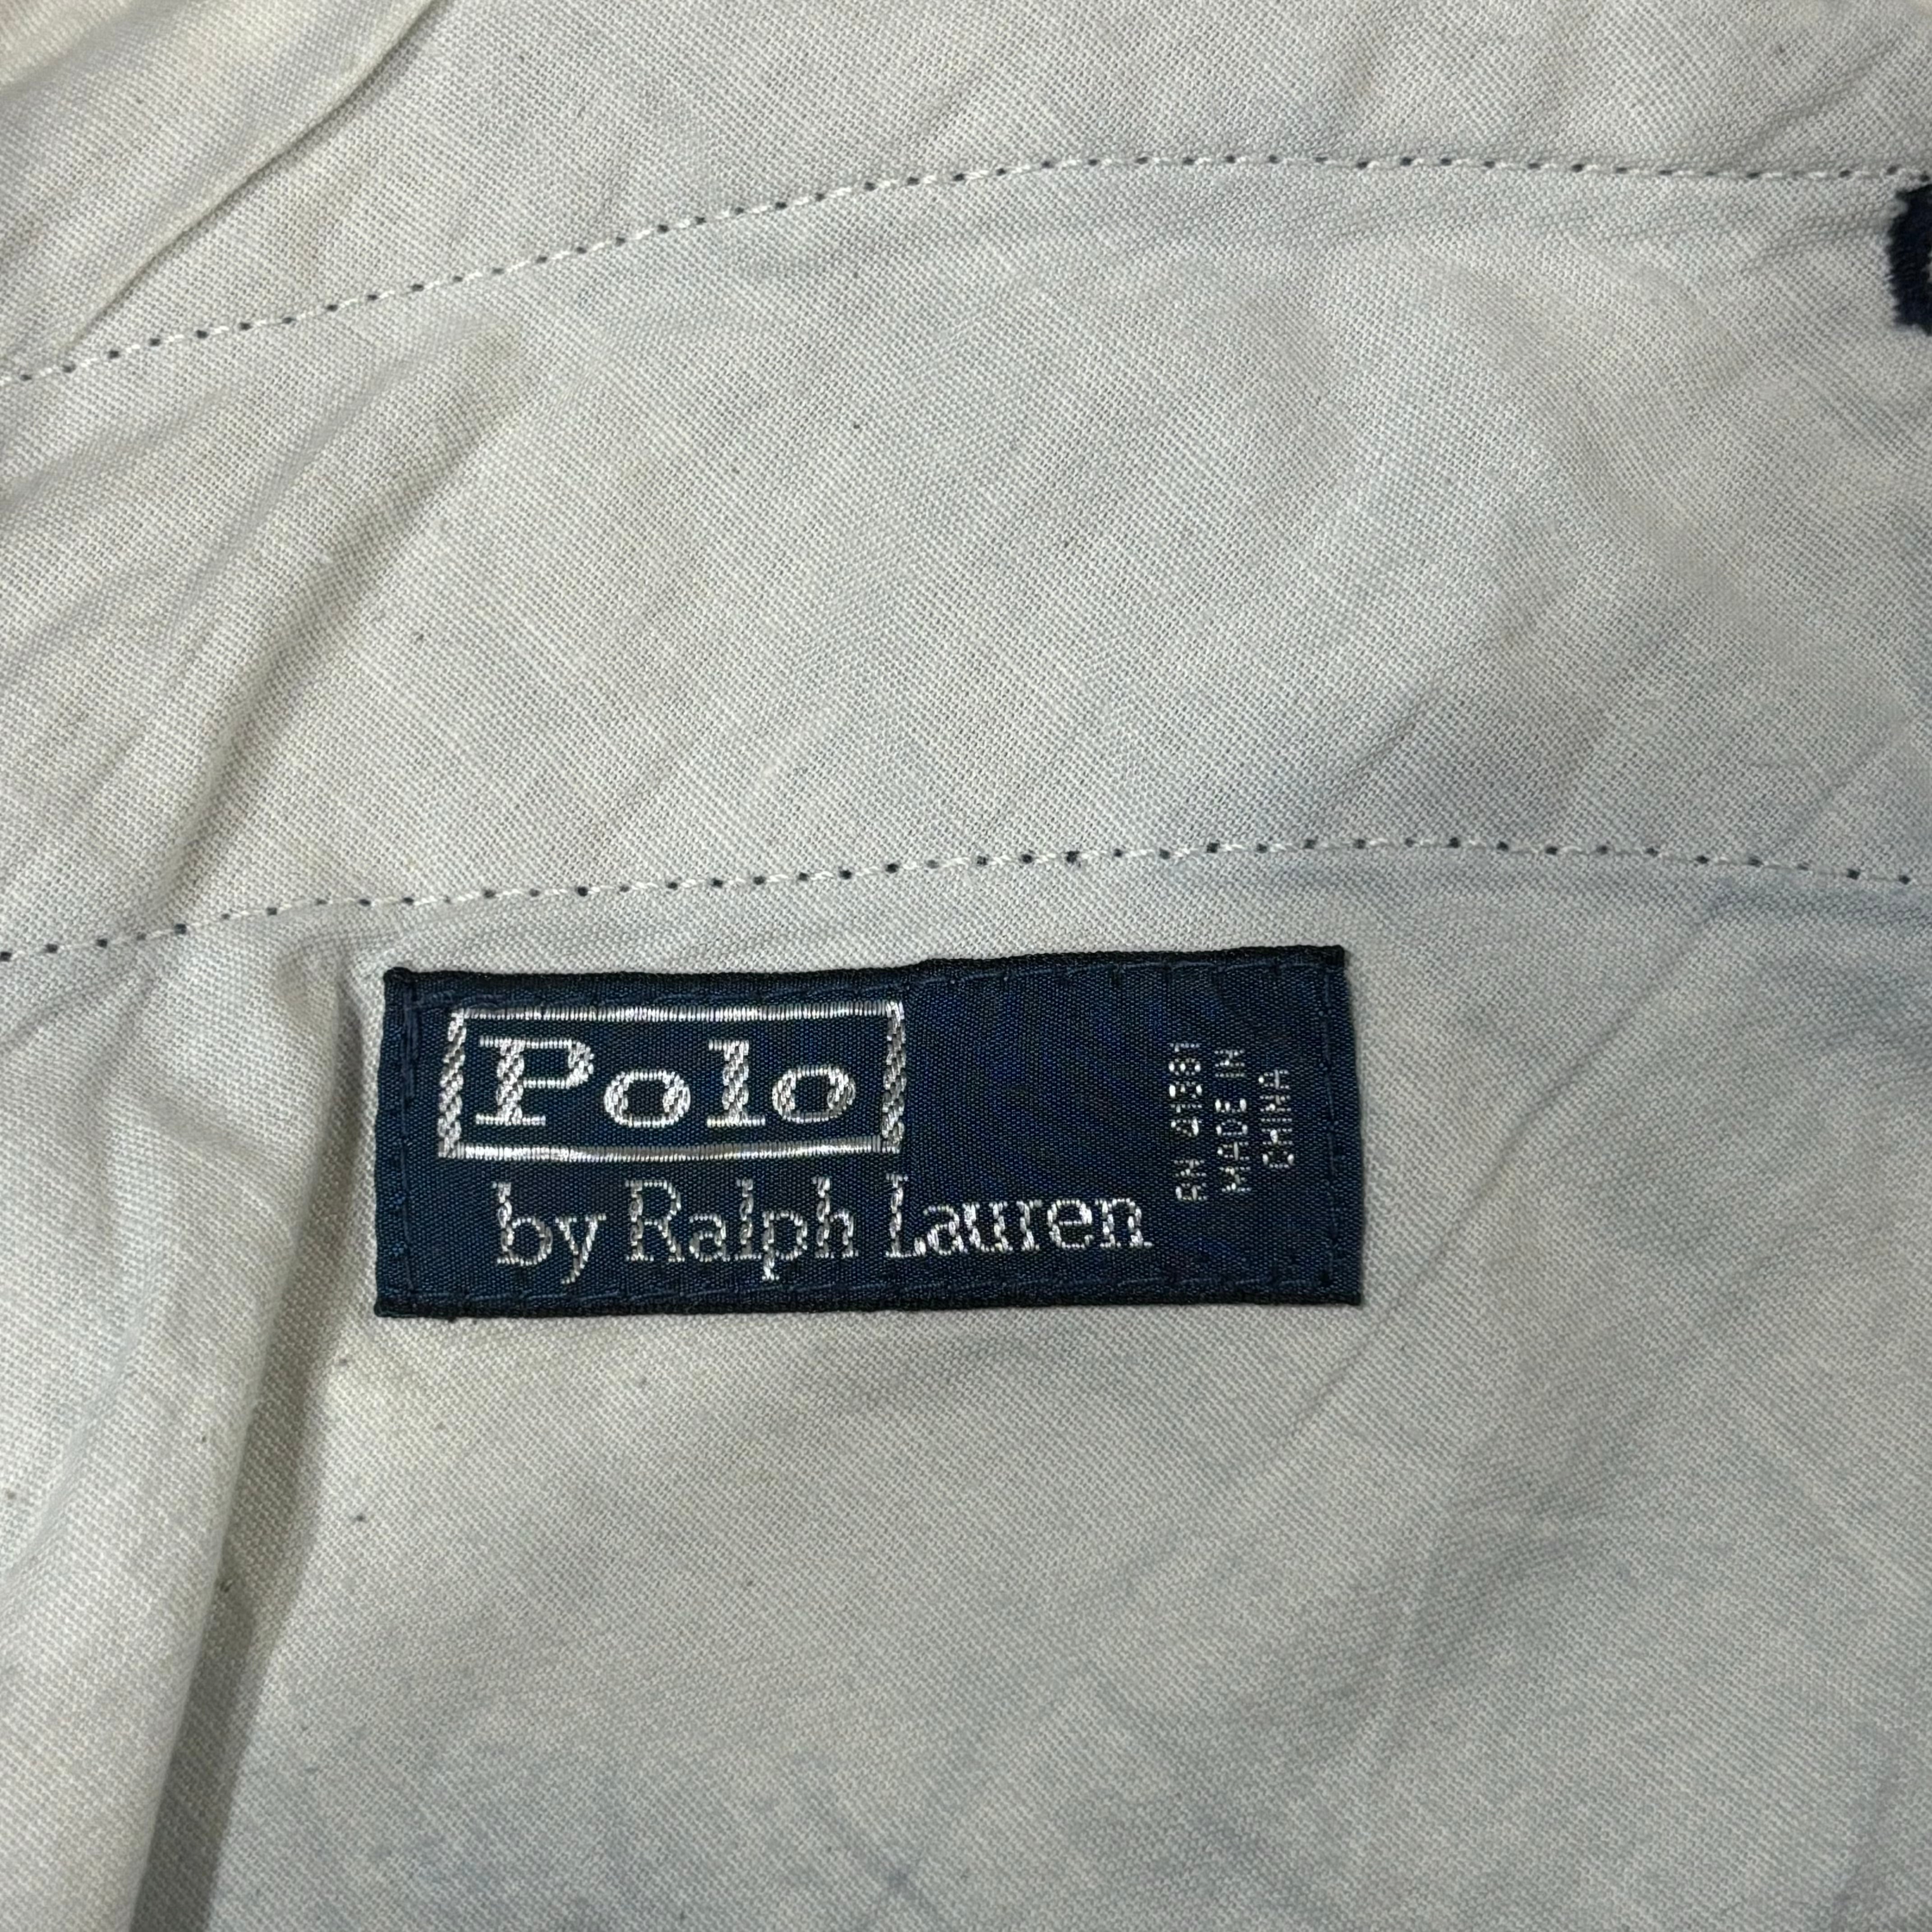 Polo
by Ralph Lauren
RN 41381
MADE IN
CHINA